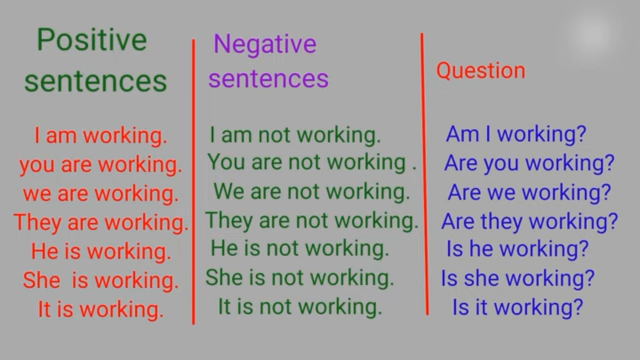 Positive
sentences
I am working.
you are working.
we are working.
They are working.
He is working.
She is working.
It is working.
Negative
sentences
I am not working.
You are not working .
We are not working.
They are not working.
He is not working.
She is not working.
It is not working.
Question
Am I working?
Are you working?
Are we working?
Are they working?
Is he working?
Is she working?
Is it working?